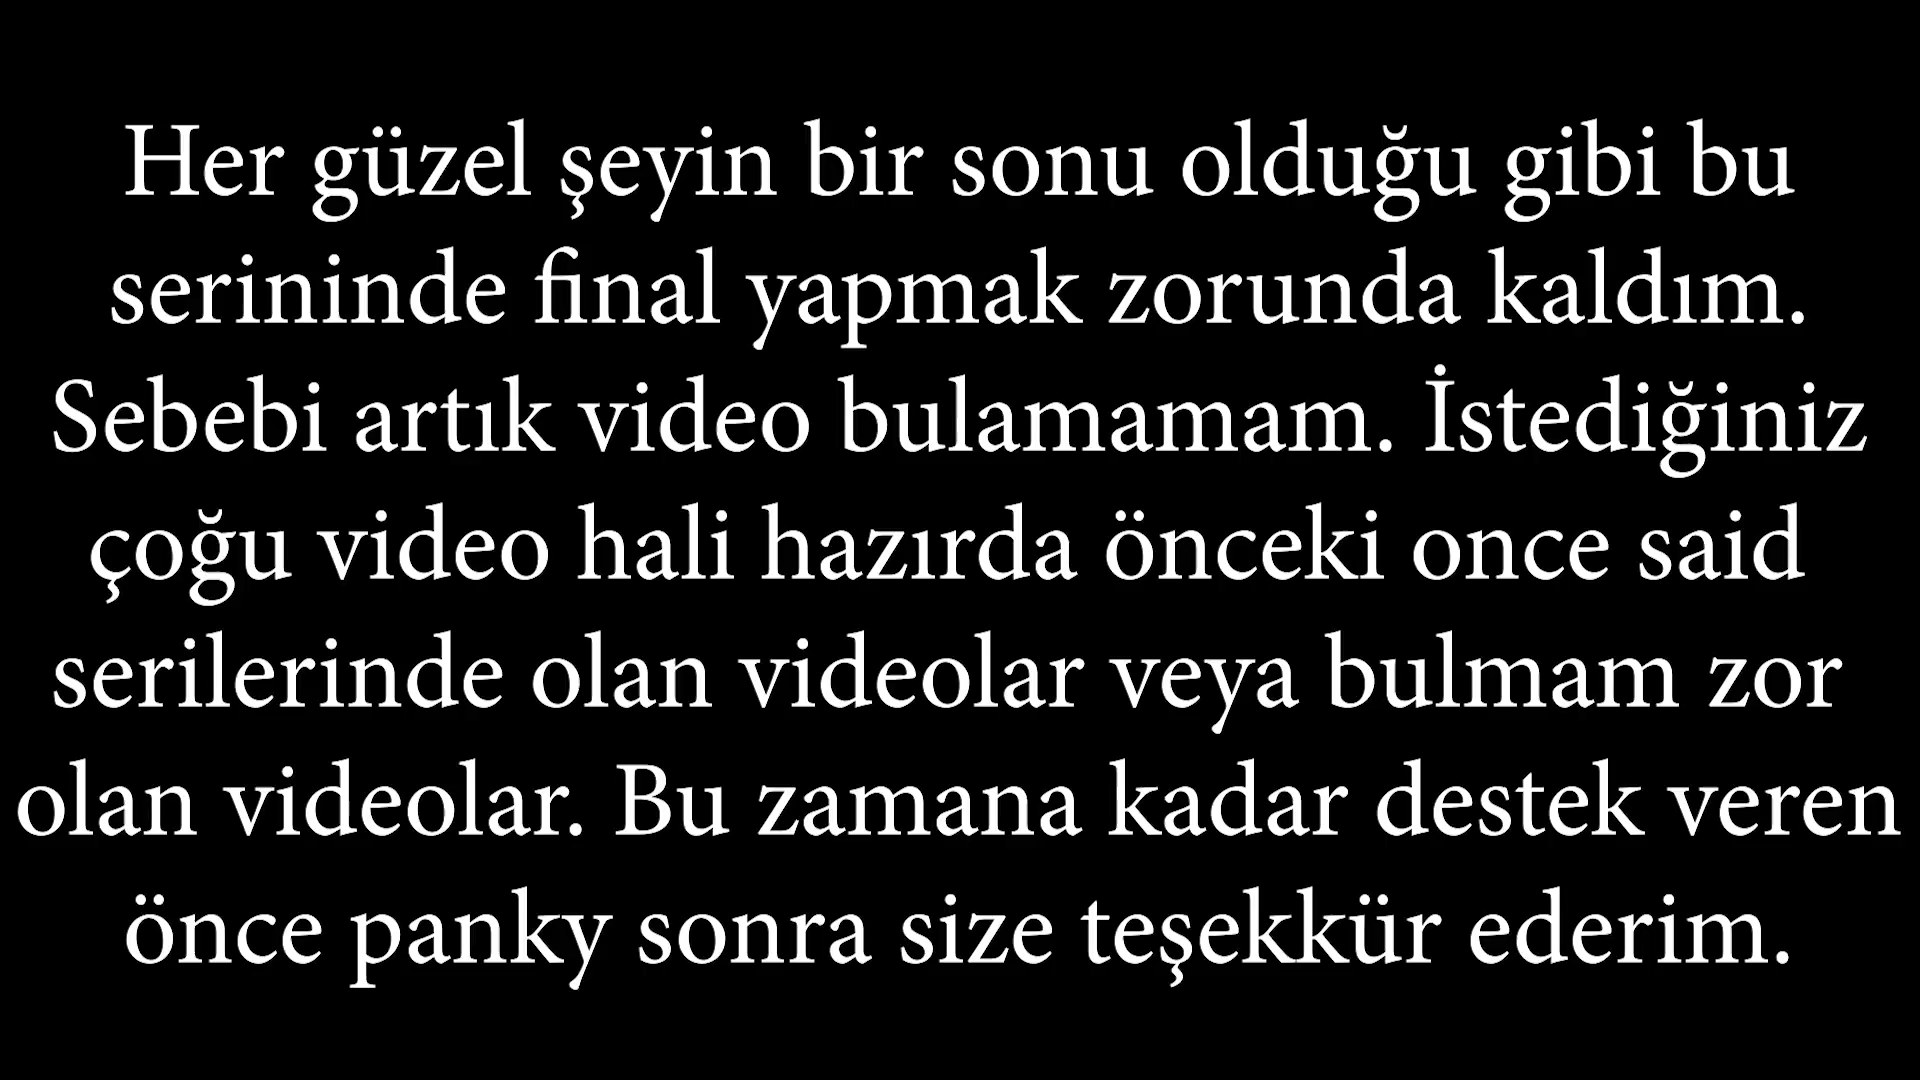 Her güzel şeyin bir sonu olduğu gibi bu
serininde final yapmak zorunda kaldım.
Sebebi artık video bulamamam. İstediğiniz
çoğu video hali hazırda önceki once said
serilerinde olan videolar veya bulmam zor
olan videolar. Bu zamana kadar destek veren
önce panky sonra size teşekkür ederim.